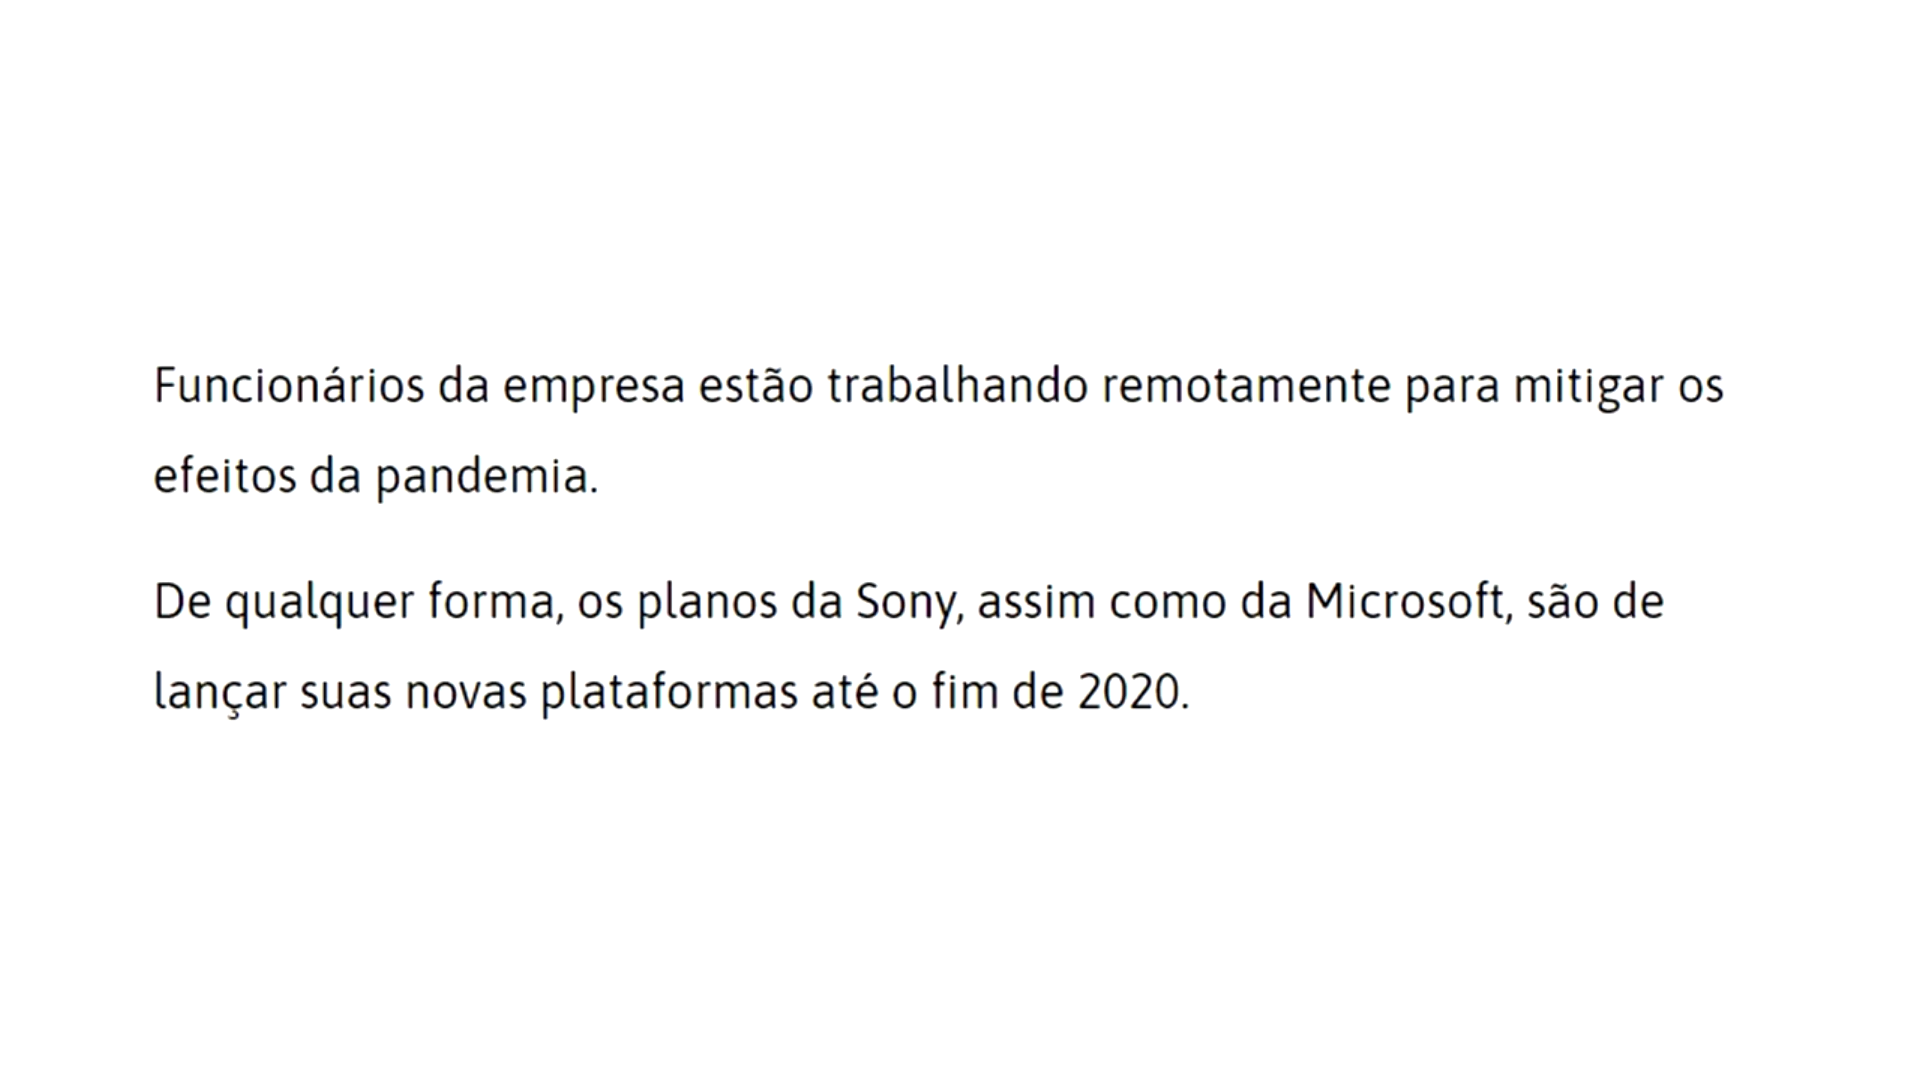 Funcionários da empresa estão trabalhando remotamente para mitigar os
efeitos da pandemia.
De qualquer forma, os planos da Sony, assim como da Microsoft, são de
lançar suas novas plataformas até o fim de 2020.